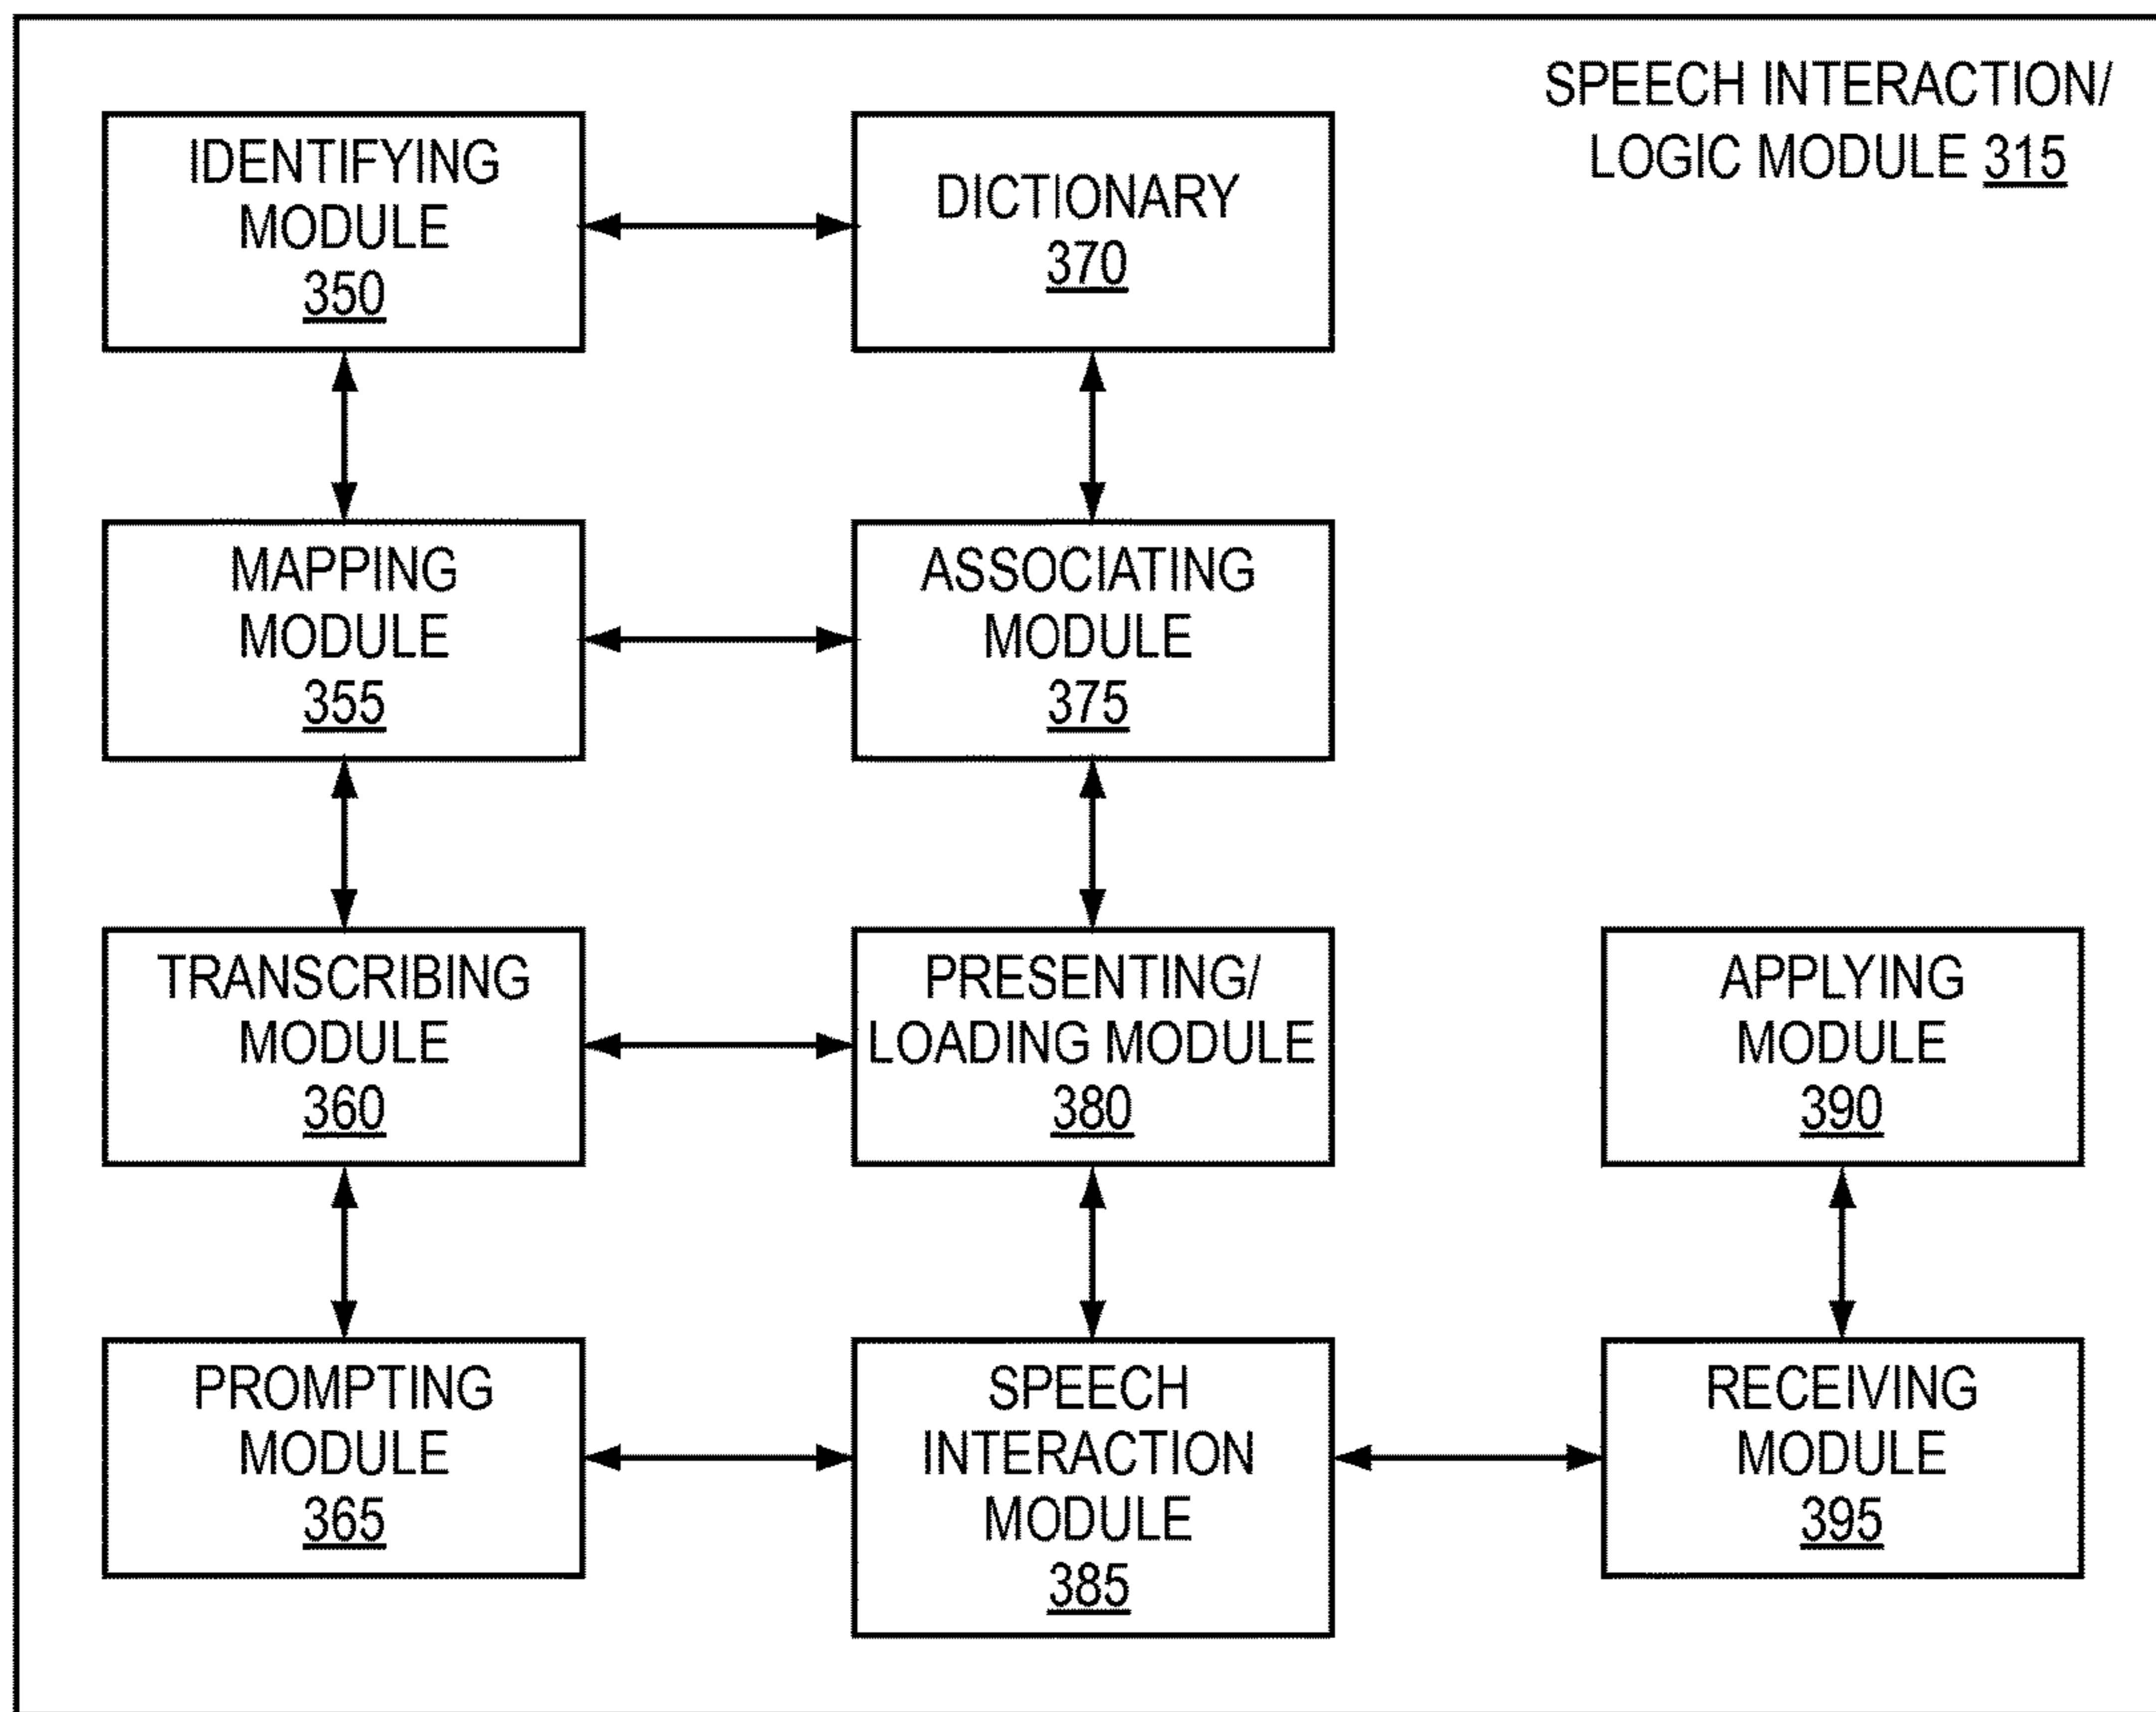 SPEECH INTERACTION/
LOGIC MODULE 315
IDENTIFYING
MODULE
350
DICTIONARY
370
MAPPING
MODULE
355
ASSOCIATING
MODULE
375
TRANSCRIBING
MODULE
360
PRESENTING/
LOADING MODULE
380
APPLYING
MODULE
390
PROMPTING
MODULE
365
SPEECH
INTERACTION
MODULE
385
RECEIVING
MODULE
395